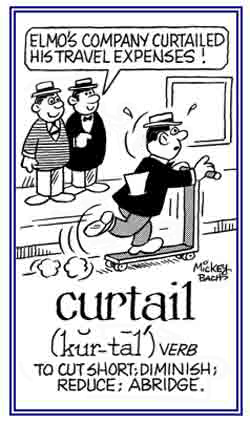 ELMO'S COMPANY CURTAILED
HIS TRAVEL EXPENSES!
MICKEY
BACH
curtail
(kŭr-tāl′) VERB
TO CUT SHORT; DIMINISH;
REDUCE; ABRIDGE.